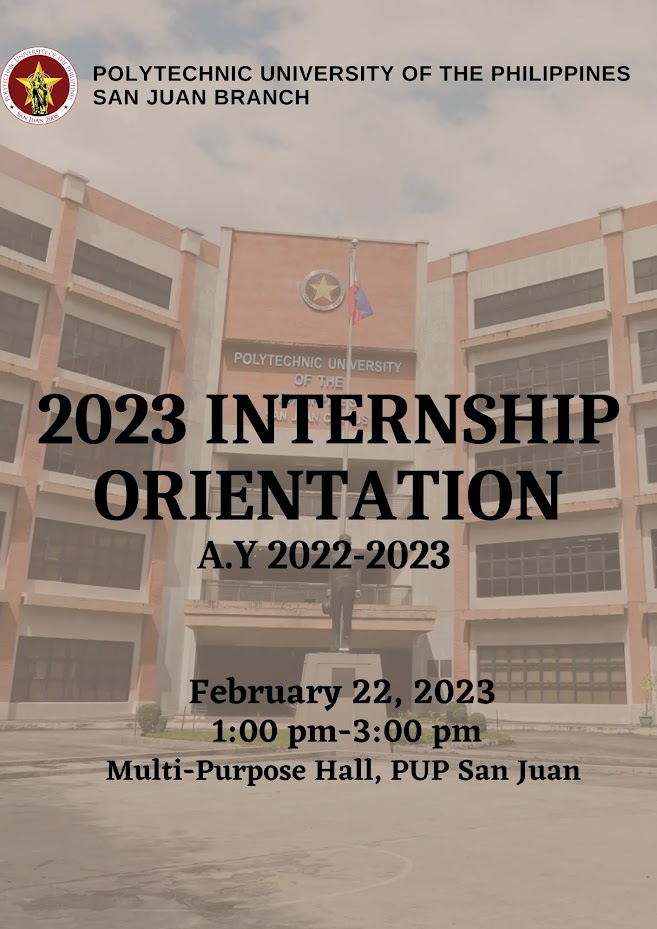 POLYTECHNIC UNIVERSITY OF THE PHILIPPINES
SAN JUAN BRANCH
POLYTECHNIC UNIVERSITY
OF THE
2023 INTERNSHIP
ORIENTATION
A.Y 2022-2023
February 22, 2023
1:00 pm-3:00 pm
Multi-Purpose Hall, PUP San Juan